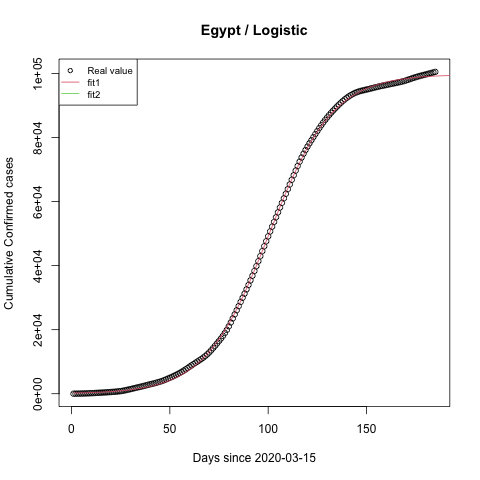 Egypt / Logistic
Real value
fit1
fit2
Cumulative Confirmed cases
1e+05
8e+04
6e+04
4e+04
2e+04
0e+00
0 50 100 150
Days since 2020-03-15